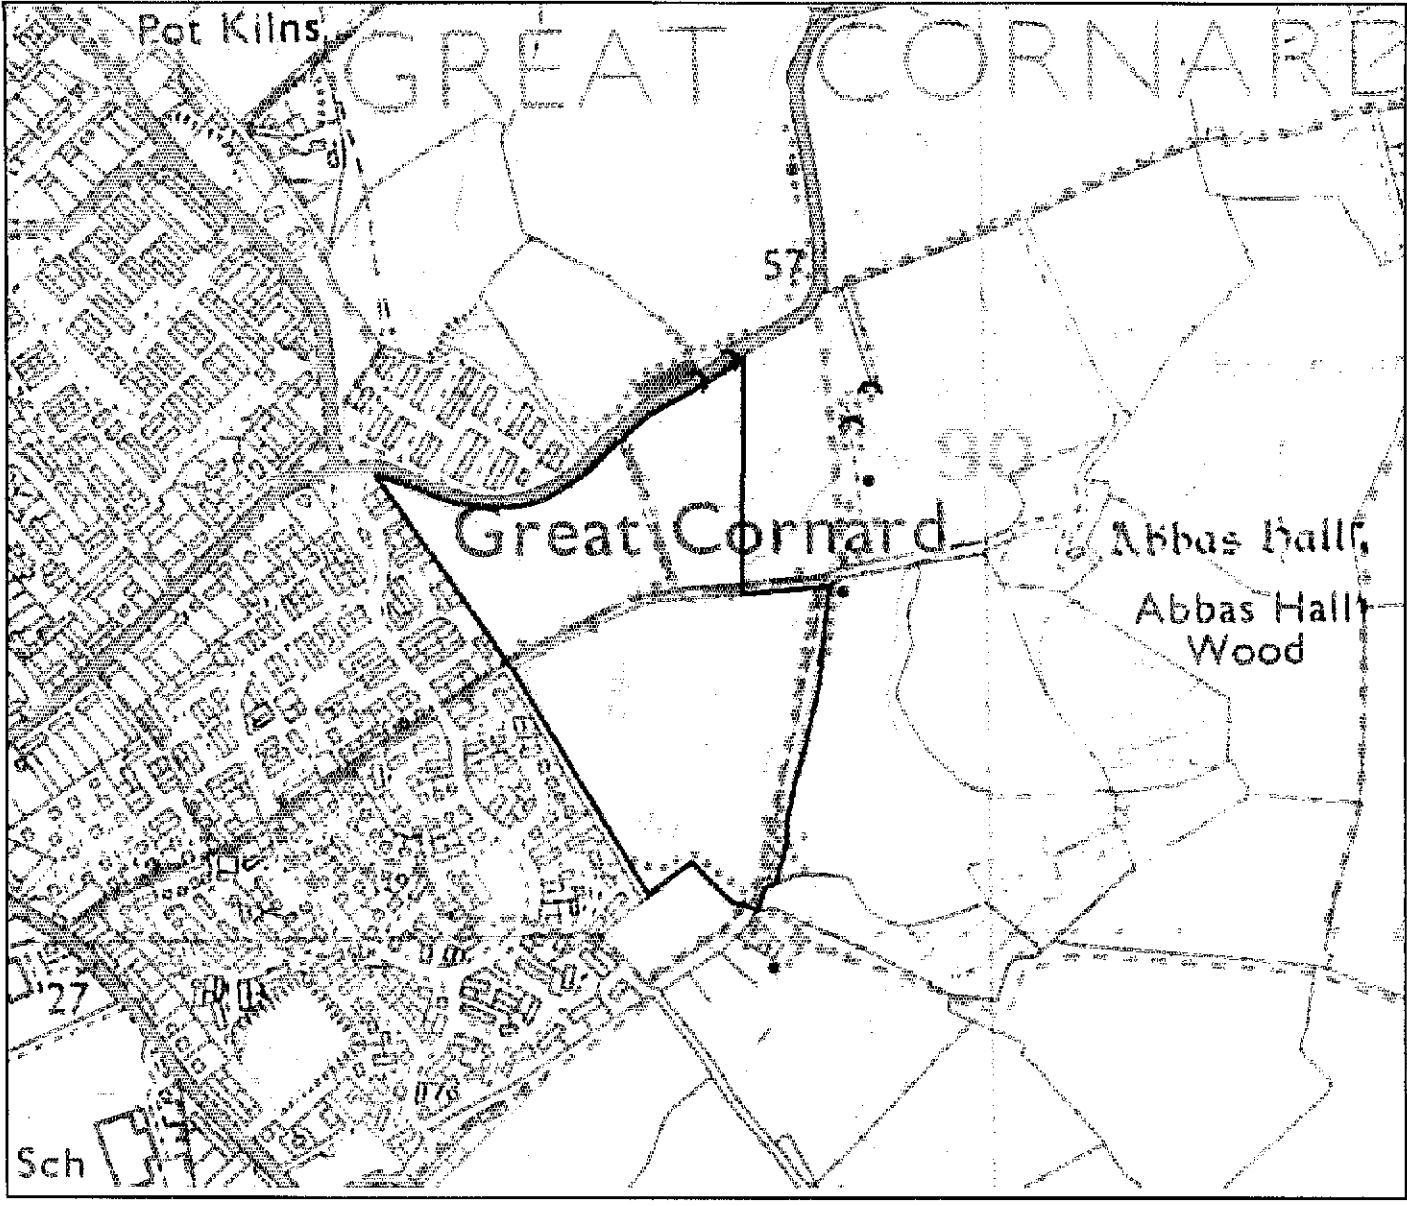 Pot Kilns
GREAT CORNARD
57
90
Great Cornard
Abbas Hall
Abbas Hall
Wood
27
Sch